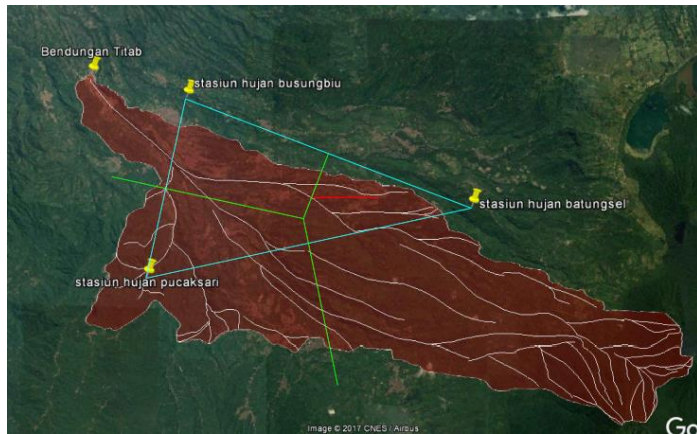 Bendungan Titab
stasiun hujan busungbiu
stasiun hujan batungsel
stasiun hujan pucaksari
Image © 2017 CNES / Airbus
Go